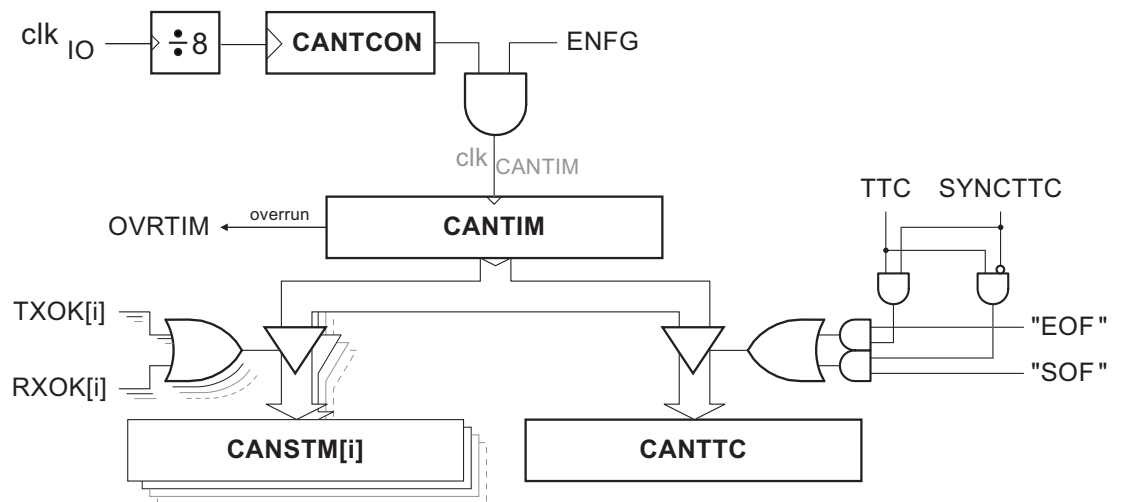 clk IO
÷8
CANTCON
ENFG
clk CANTIM
TTC
SYNCTTC
OVRTIM
overrun
CANTIM
TXOK[i]
"EOF"
RXOK[i]
"SOF"
CANSTM[i]
CANTTC